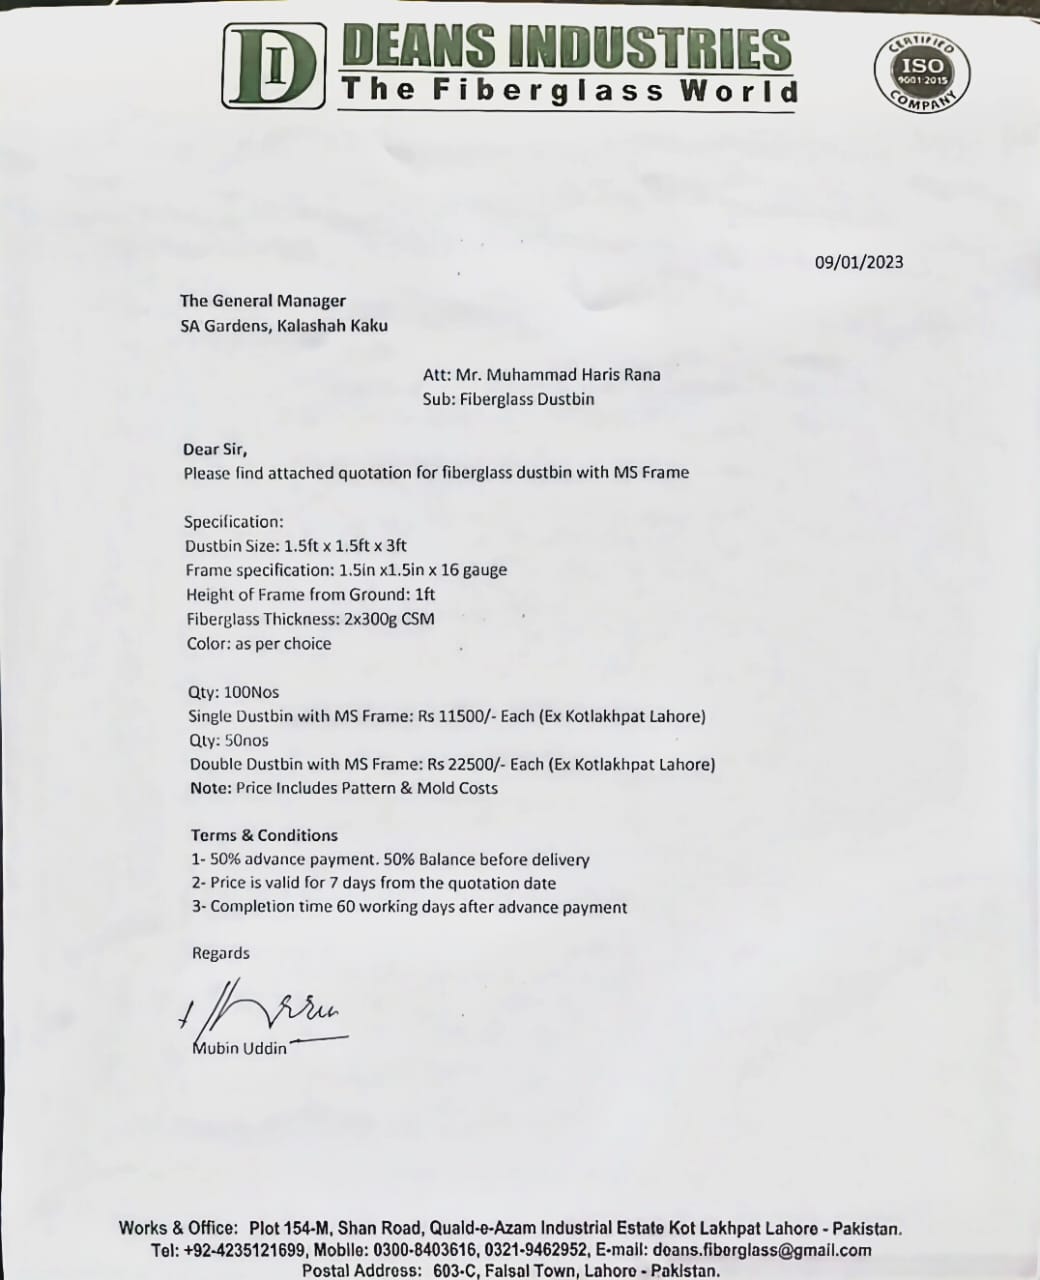 DI
DEANS INDUSTRIES
The Fiberglass World
CERTIFIED
ISO
9001:2015
COMPANY
09/01/2023
The General Manager
SA Gardens, Kalashah Kaku
Att: Mr. Muhammad Haris Rana
Sub: Fiberglass Dustbin
Dear Sir,
Please find attached quotation for fiberglass dustbin with MS Frame
Specification:
Dustbin Size: 1.5ft x 1.5ft x 3ft
Frame specification: 1.5in x1.5in x 16 gauge
Height of Frame from Ground: 1ft
Fiberglass Thickness: 2x300g CSM
Color: as per choice
Qty: 100Nos
Single Dustbin with MS Frame: Rs 11500/- Each (Ex Kotlakhpat Lahore)
Qty: 50nos
Double Dustbin with MS Frame: Rs 22500/- Each (Ex Kotlakhpat Lahore)
Note: Price Includes Pattern & Mold Costs
Terms & Conditions
1- 50% advance payment. 50% Balance before delivery
2- Price is valid for 7 days from the quotation date
3- Completion time 60 working days after advance payment
Regards
Mubin Uddin
Works & Office: Plot 154-M, Shan Road, Quaid-e-Azam Industrial Estate Kot Lakhpat Lahore - Pakistan.
Tel: +92-4235121699, Mobile: 0300-8403616, 0321-9462952, E-mail: deans.fiberglass@gmail.com
Postal Address: 603-C, Faisal Town, Lahore - Pakistan.